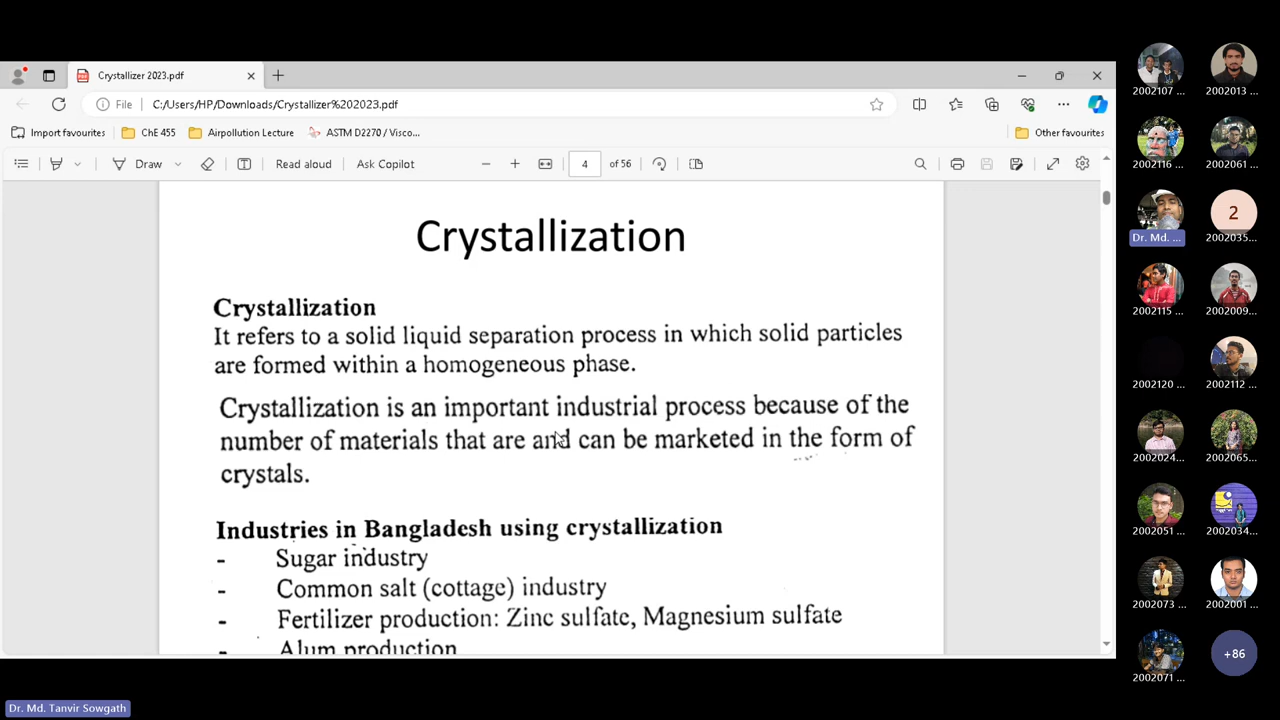 Crystallizer 2023.pdf
File C:/Users/HP/Downloads/Crystallizer%202023.pdf
Import favourites ChE 455 Airpollution Lecture ASTM D2270 / Visco... Other favourites
Draw Read aloud Ask Copilot 4 of 56
Crystallization
Crystallization
It refers to a solid liquid separation process in which solid particles
are formed within a homogeneous phase.
Crystallization is an important industrial process because of the
number of materials that are and can be marketed in the form of
crystals.
Industries in Bangladesh using crystallization
- Sugar industry
- Common salt (cottage) industry
- Fertilizer production: Zinc sulfate, Magnesium sulfate
- Alum production
2002107 ... 2002013 ...
2002116 ... 2002061 ...
2
Dr. Md. ... 2002035...
2002115 ... 2002009...
2002120 ... 2002112 ...
2002024... 2002065...
2002051 ... 2002034...
2002073 ... 2002001 ...
+86
2002071 ...
Dr. Md. Tanvir Sowgath